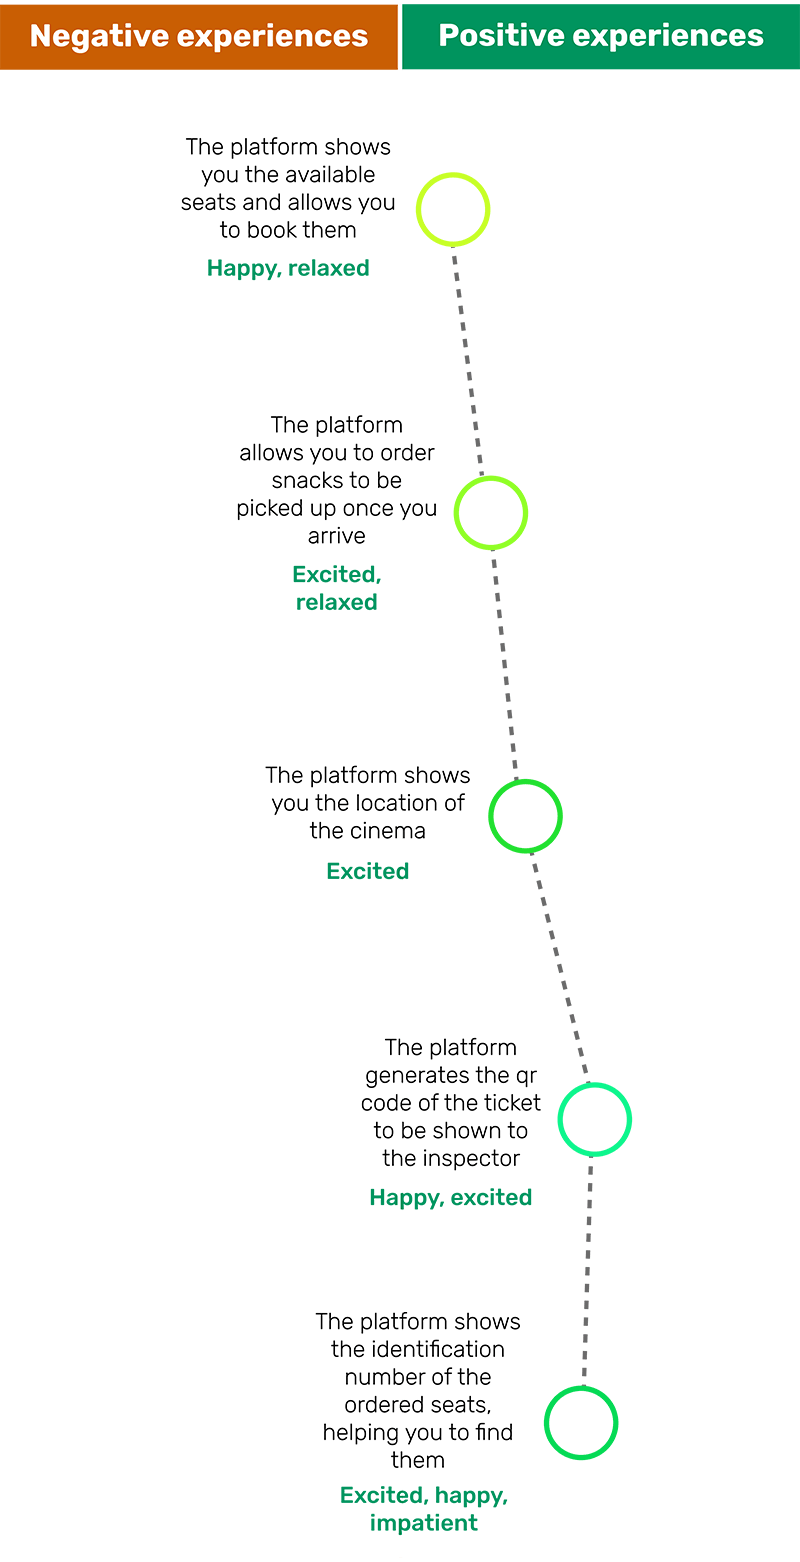 Negative experiences
Positive experiences
The platform shows
you the available
seats and allows you
to book them
Happy, relaxed
The platform
allows you to order
snacks to be
picked up once you
arrive
Excited,
relaxed
The platform shows
you the location of
the cinema
Excited
The platform
generates the qr
code of the ticket
to be shown to
the inspector
Happy, excited
The platform shows
the identification
number of the
ordered seats,
helping you to find
them
Excited, happy,
impatient